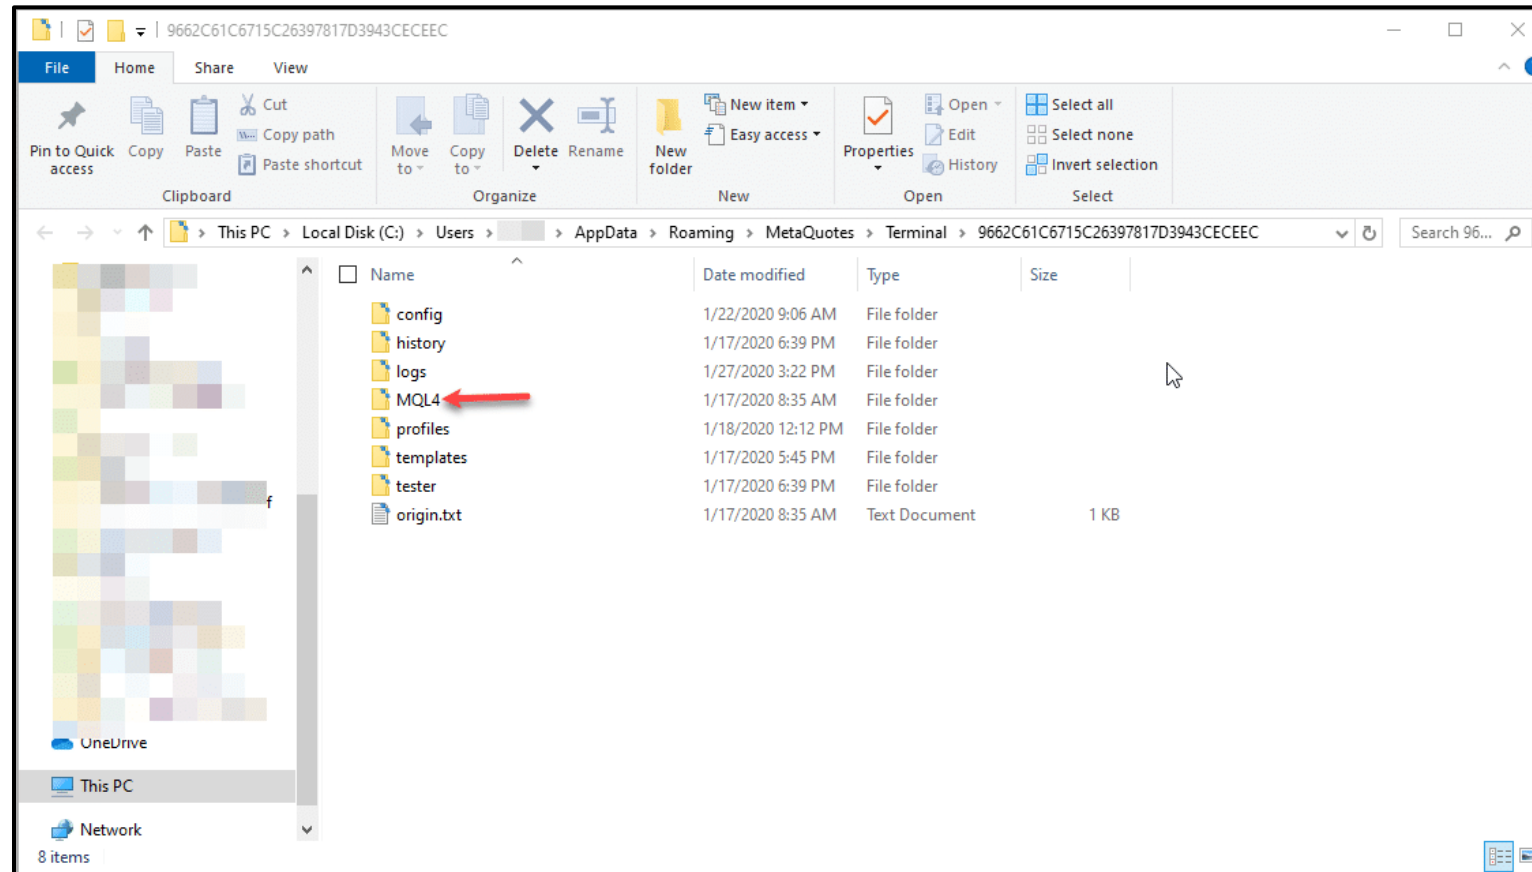 9662C61C6715C26397817D3943CECEEC
File Home Share View
Pin to Quick access
Copy
Paste
Cut
Copy path
Paste shortcut
Clipboard
Move to
Copy to
Delete
Rename
Organize
New folder
New item
Easy access
New
Properties
Open
Edit
History
Open
Select all
Select none
Invert selection
Select
This PC > Local Disk (C:) > Users > > AppData > Roaming > MetaQuotes > Terminal > 9662C61C6715C26397817D3943CECEEC
Search 96...
Name Date modified Type Size
config 1/22/2020 9:06 AM File folder
history 1/17/2020 6:39 PM File folder
logs 1/27/2020 3:22 PM File folder
MQL4 1/17/2020 8:35 AM File folder
profiles 1/18/2020 12:12 PM File folder
templates 1/17/2020 5:45 PM File folder
tester 1/17/2020 6:39 PM File folder
origin.txt 1/17/2020 8:35 AM Text Document 1 KB
f
OneDrive
This PC
Network
8 items